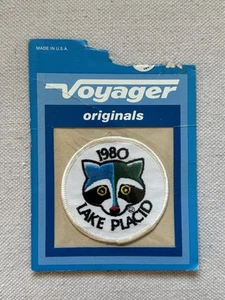 MADE IN U.S.A.
Voyager
originals
1980
LAKE PLACID